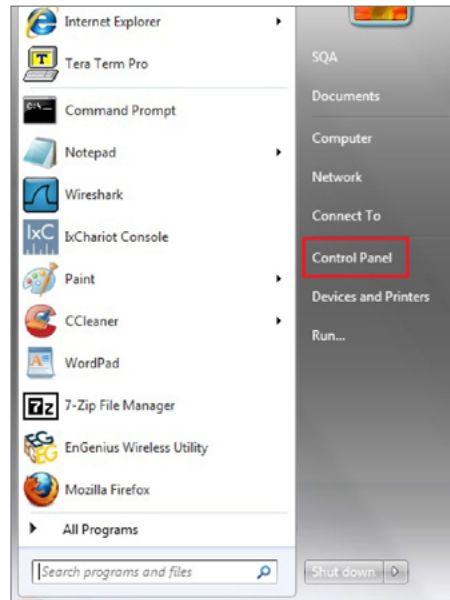 Internet Explorer
Tera Term Pro
Command Prompt
Notepad
Wireshark
IxC
IxChariot Console
Paint
CCleaner
WordPad
7z
7-Zip File Manager
EnGenius Wireless Utility
Mozilla Firefox
All Programs
Search programs and files
SQA
Documents
Computer
Network
Connect To
Control Panel
Devices and Printers
Run...
Shut down